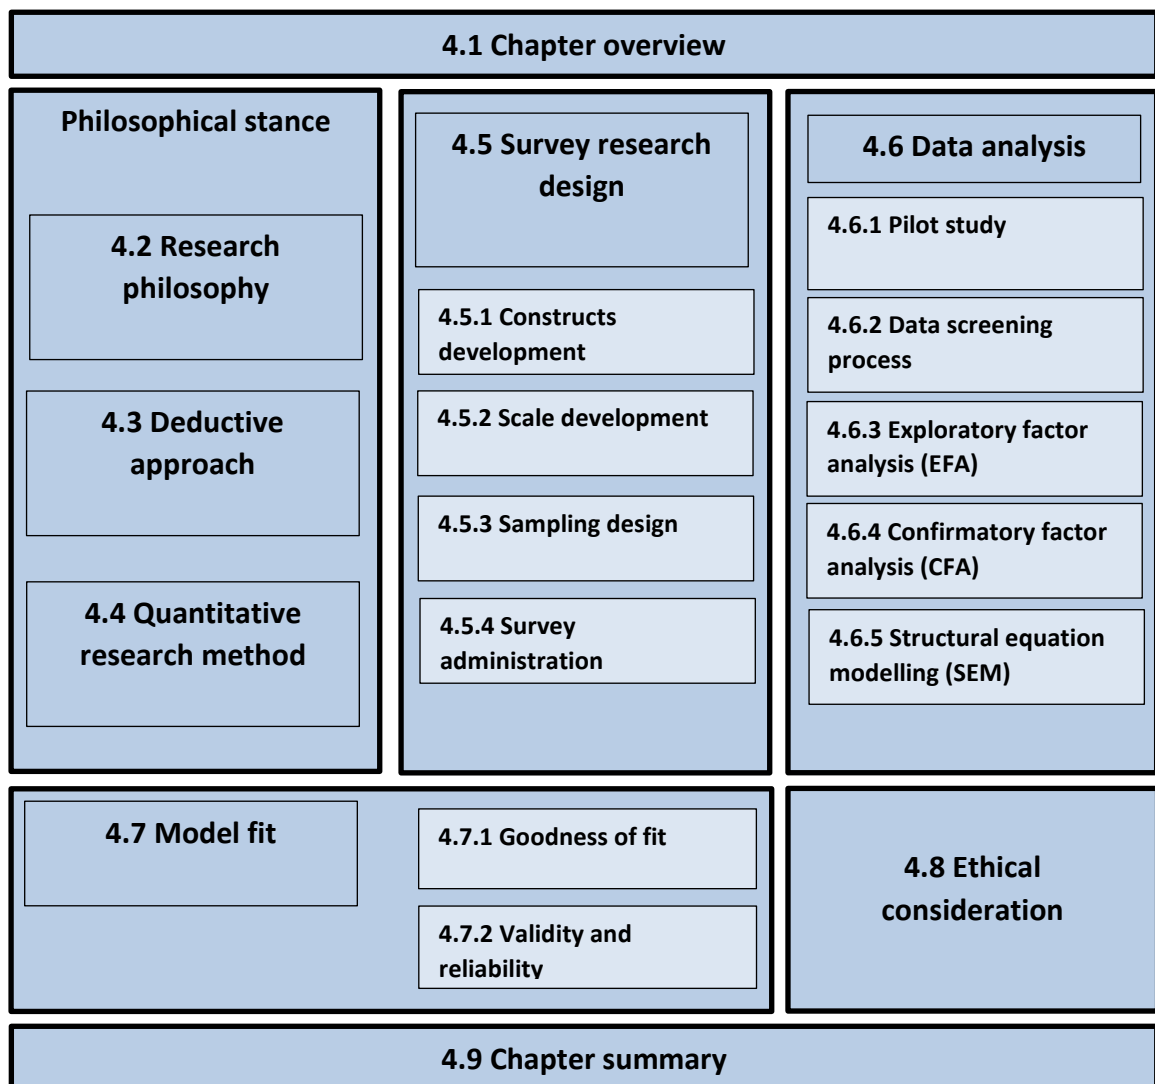 4.1 Chapter overview
Philosophical stance
4.2 Research
philosophy
4.3 Deductive
approach
4.4 Quantitative
research method
4.5 Survey research
design
4.5.1 Constructs
development
4.5.2 Scale development
4.5.3 Sampling design
4.5.4 Survey
administration
4.6 Data analysis
4.6.1 Pilot study
4.6.2 Data screening
process
4.6.3 Exploratory factor
analysis (EFA)
4.6.4 Confirmatory factor
analysis (CFA)
4.6.5 Structural equation
modelling (SEM)
4.7 Model fit
4.7.1 Goodness of fit
4.7.2 Validity and
reliability
4.8 Ethical
consideration
4.9 Chapter summary